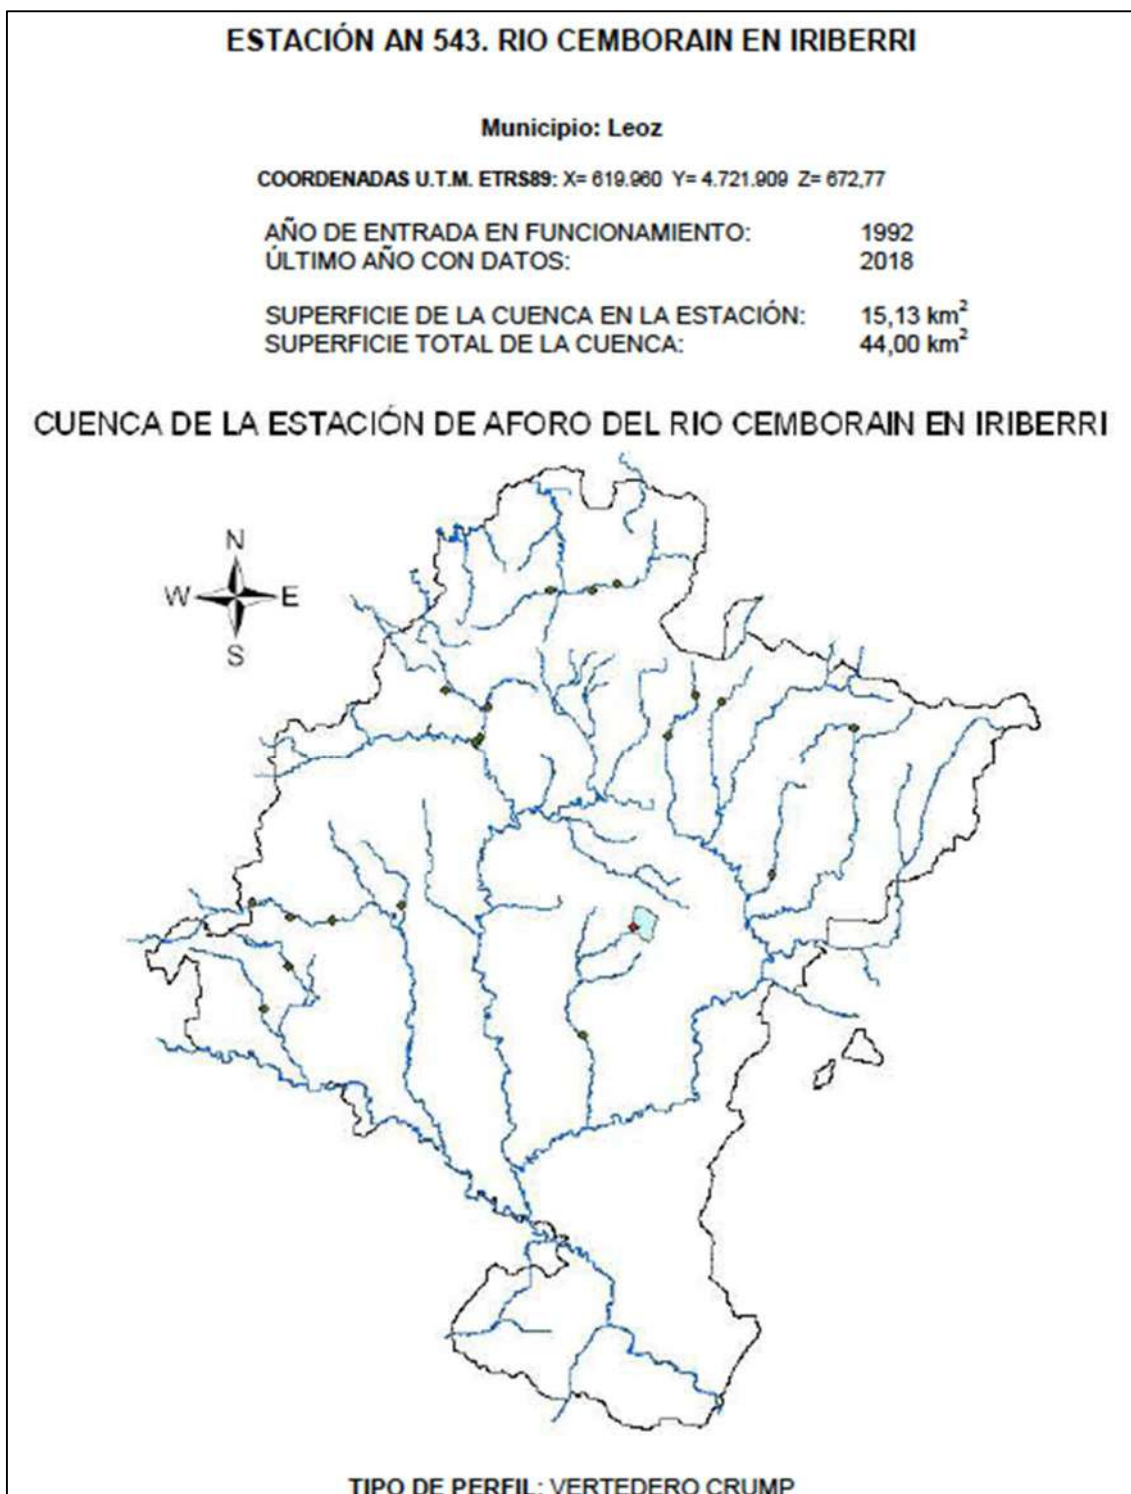 ESTACIÓN AN 543. RIO CEMBORAIN EN IRIBERRI
Municipio: Leoz
COORDENADAS U.T.M. ETRS89: X= 619.960 Y= 4.721.909 Z= 672,77
AÑO DE ENTRADA EN FUNCIONAMIENTO: 1992
ÚLTIMO AÑO CON DATOS: 2018
SUPERFICIE DE LA CUENCA EN LA ESTACIÓN: 15,13 km²
SUPERFICIE TOTAL DE LA CUENCA: 44,00 km²
CUENCA DE LA ESTACIÓN DE AFORO DEL RIO CEMBORAIN EN IRIBERRI
N
W E
S
TIPO DE PERFIL: VERTEDERO CRUMP